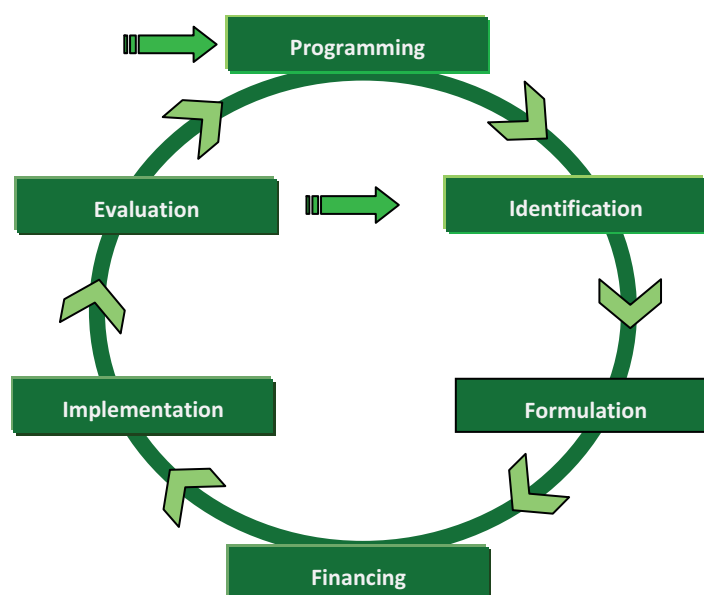 Programming
Evaluation
Identification
Implementation
Formulation
Financing